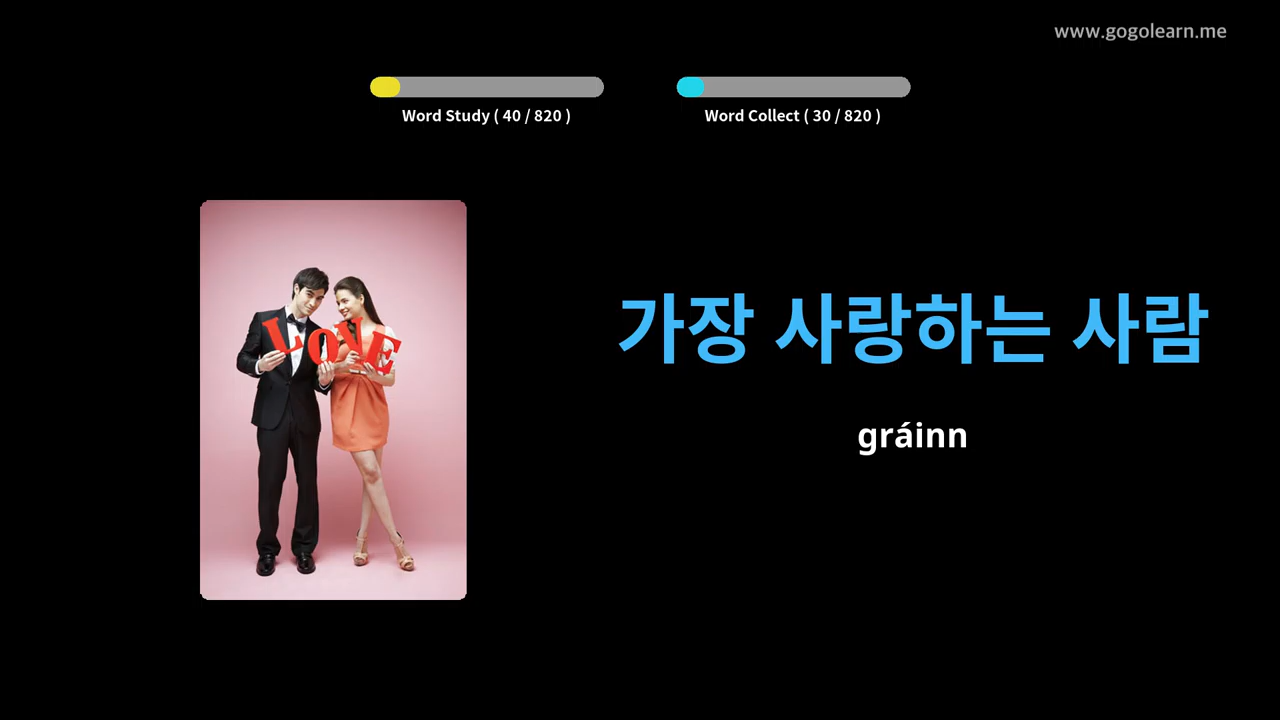 www.gogolearn.me
Word Study ( 40 / 820 )
Word Collect ( 30 / 820 )
LOVE
가장 사랑하는 사람
gráinn